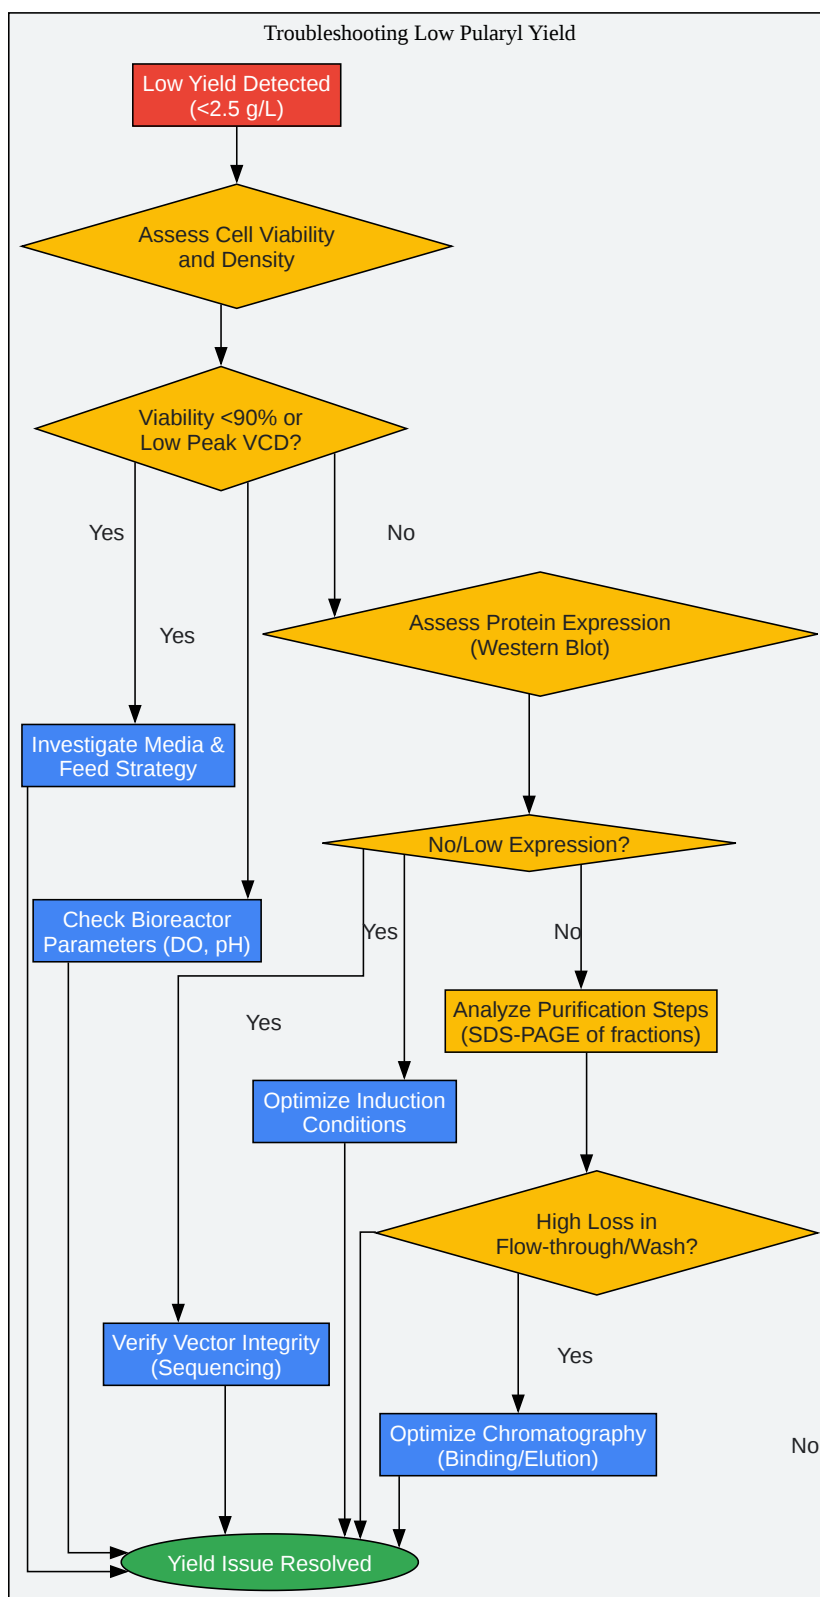 Troubleshooting Low Pularyl Yield
Low Yield Detected
(<2.5 g/L)
Assess Cell Viability
and Density
Viability <90% or
Low Peak VCD?
Yes
No
Yes
Assess Protein Expression
(Western Blot)
Investigate Media &
Feed Strategy
No/Low Expression?
Check Bioreactor
Parameters (DO, pH)
Yes
No
Yes
Analyze Purification Steps
(SDS-PAGE of fractions)
Optimize Induction
Conditions
High Loss in
Flow-through/Wash?
Verify Vector Integrity
(Sequencing)
Yes
Optimize Chromatography
(Binding/Elution)
No
Yield Issue Resolved